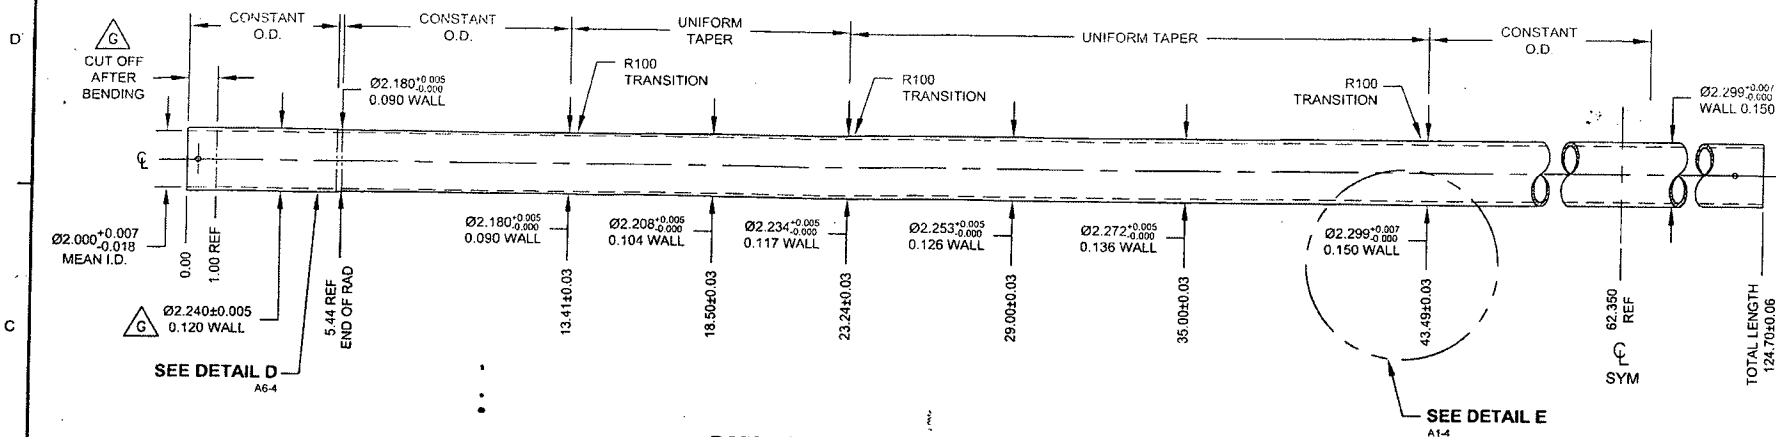 D
G
CUT OFF
AFTER
BENDING
CONSTANT
O.D.
CONSTANT
O.D.
UNIFORM
TAPER
UNIFORM TAPER
CONSTANT
O.D
Ø2.180+0.005
-0.000
0.090 WALL
R100
TRANSITION
R100
TRANSITION
R100
TRANSITION
Ø2.299+0.007
-0.000
WALL 0.150
Ø2.000+0.007
-0.018
MEAN I.D.
0.00
1.00 REF
G
Ø2.240±0.005
0.120 WALL
5.44 REF
END OF RAD
Ø2.180+0.005
-0.000
0.090 WALL
13.41±0.03
Ø2.208+0.005
-0.000
0.104 WALL
18.50±0.03
Ø2.234+0.005
-0.000
0.117 WALL
23.24±0.03
Ø2.253+0.005
-0.000
0.126 WALL
29.00±0.03
Ø2.272+0.005
-0.000
0.136 WALL
35.00±0.03
Ø2.299+0.007
-0.000
0.150 WALL
43.49±0.03
62.350
REF
SYM
TOTAL LENGTH
124.70±0.06
C
SEE DETAIL D
A6-4
SEE DETAIL E
A1-4